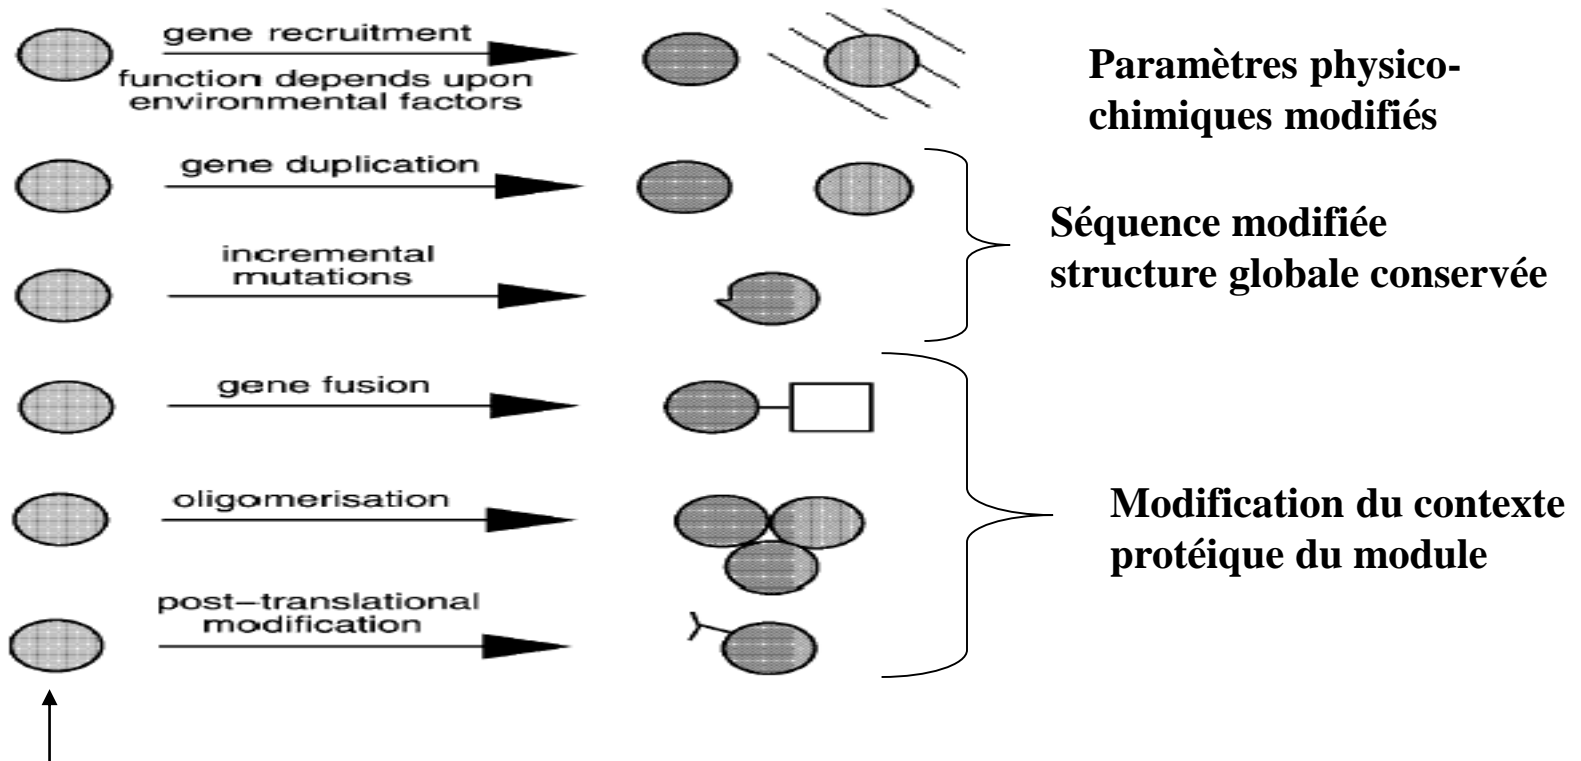 gene recruitment
function depends upon
environmental factors
Paramètres physico-
chimiques modifiés
gene duplication
incremental
mutations
Séquence modifiée
structure globale conservée
gene fusion
oligomerisation
post-translational
modification
Modification du contexte
protéique du module